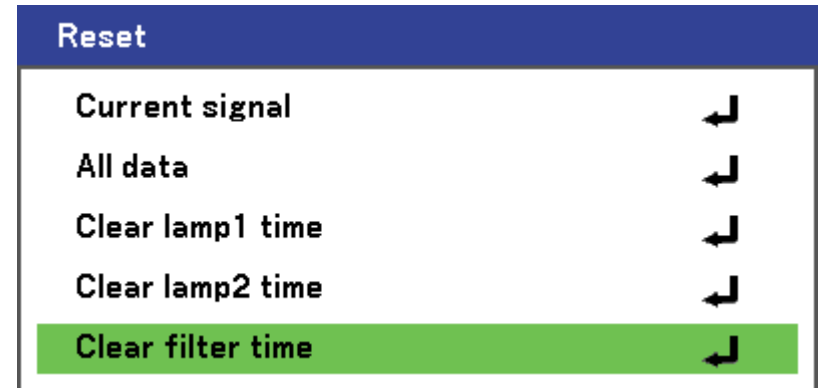 Reset
Current signal
All data
Clear lamp1 time
Clear lamp2 time
Clear filter time